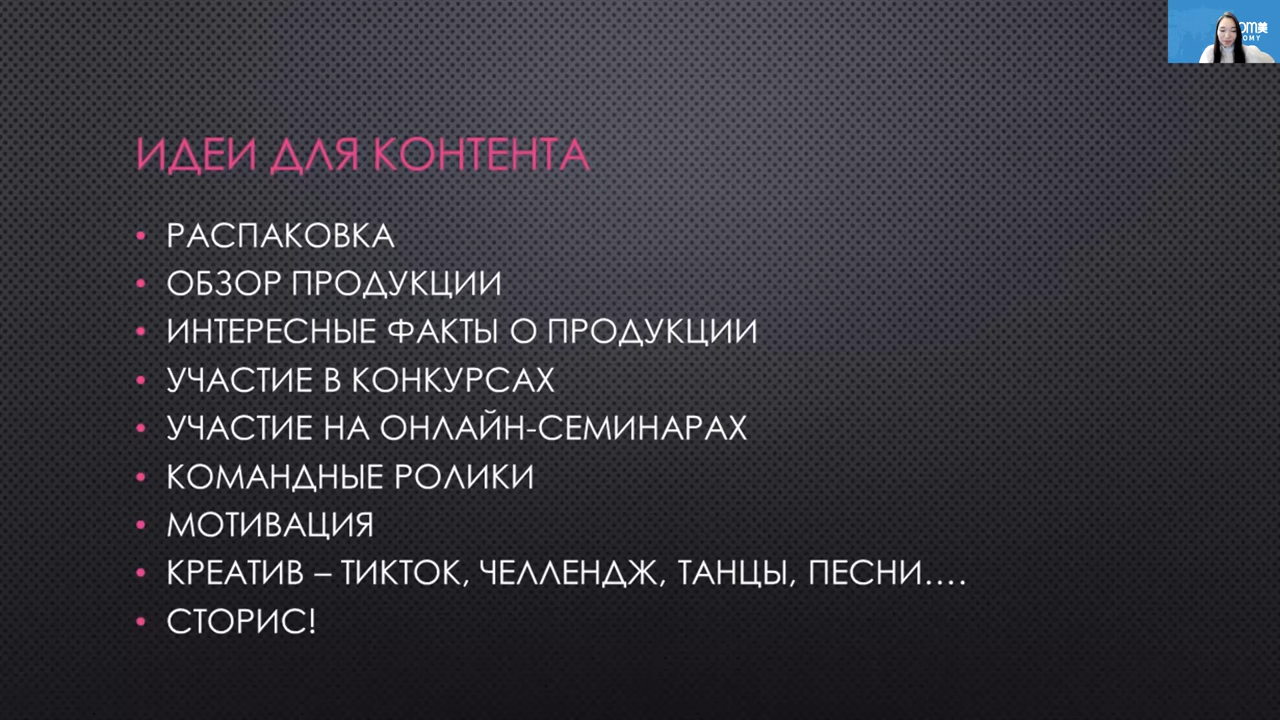 ИДЕИ ДЛЯ КОНТЕНТА
• РАСПАКОВКА
• ОБЗОР ПРОДУКЦИИ
• ИНТЕРЕСНЫЕ ФАКТЫ О ПРОДУКЦИИ
• УЧАСТИЕ В КОНКУРСАХ
• УЧАСТИЕ НА ОНЛАЙН-СЕМИНАРАХ
• КОМАНДНЫЕ РОЛИКИ
• МОТИВАЦИЯ
• КРЕАТИВ – ТИКТОК, ЧЕЛЛЕНДЖ, ТАНЦЫ, ПЕСНИ….
• СТОРИС!